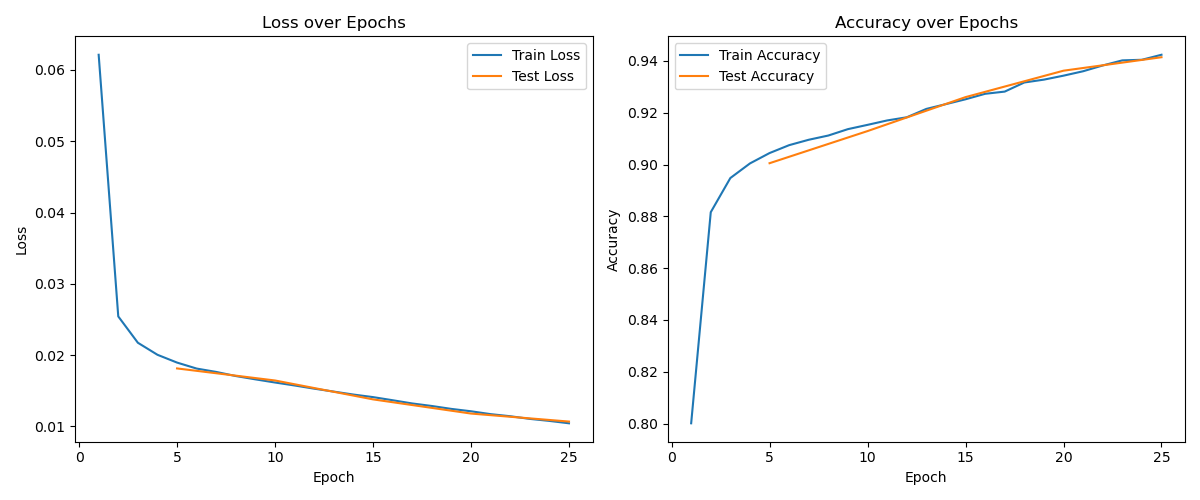 Loss over Epochs
Train Loss
Test Loss
0.06
0.05
0.04
0.03
0.02
0.01
Loss
0 5 10 15 20 25
Epoch
Accuracy over Epochs
Train Accuracy
Test Accuracy
0.94
0.92
0.90
0.88
0.86
0.84
0.82
0.80
Accuracy
0 5 10 15 20 25
Epoch